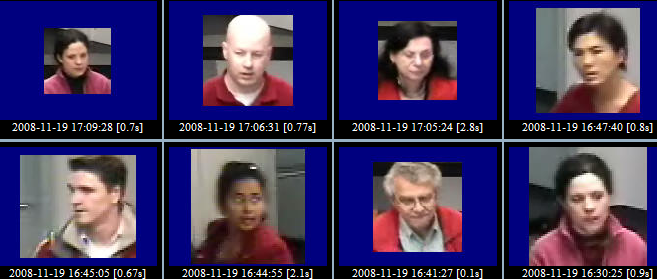 2008-11-19 17:09:28 [0.7s]
2008-11-19 17:06:31 [0.77s]
2008-11-19 17:05:24 [2.8s]
2008-11-19 16:47:40 [0.8s]
2008-11-19 16:45:05 [0.67s]
2008-11-19 16:44:55 [2.1s]
2008-11-19 16:41:27 [0.1s]
2008-11-19 16:30:25 [0.9s]